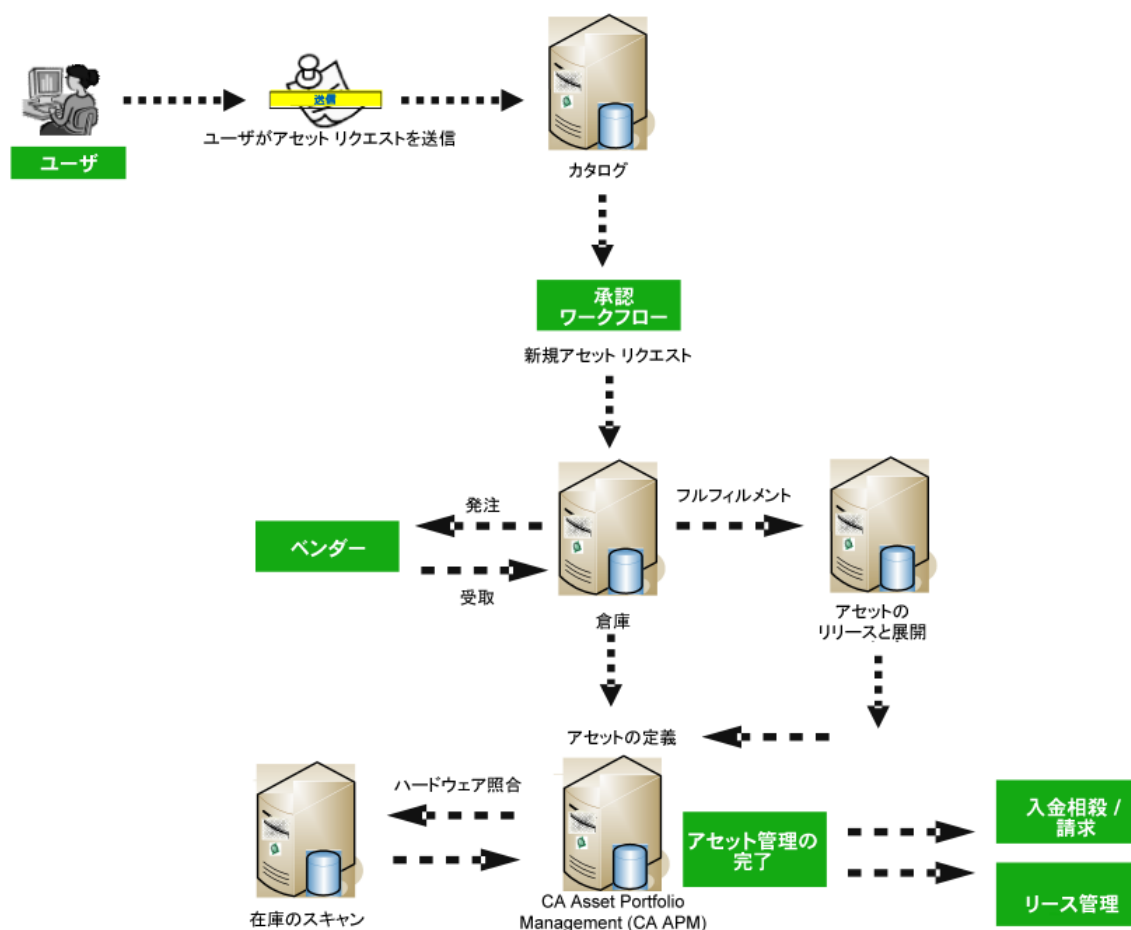 送信
ユーザ
ユーザがアセット リクエストを送信
カタログ
承認
ワークフロー
新規アセット リクエスト
発注
フルフィルメント
ベンダー
受取
倉庫
アセットの
リリースと展開
アセットの定義
ハードウェア照合
アセット管理の
完了
入金相殺 /
請求
リース管理
在庫のスキャン
CA Asset Portfolio
Management (CA APM)